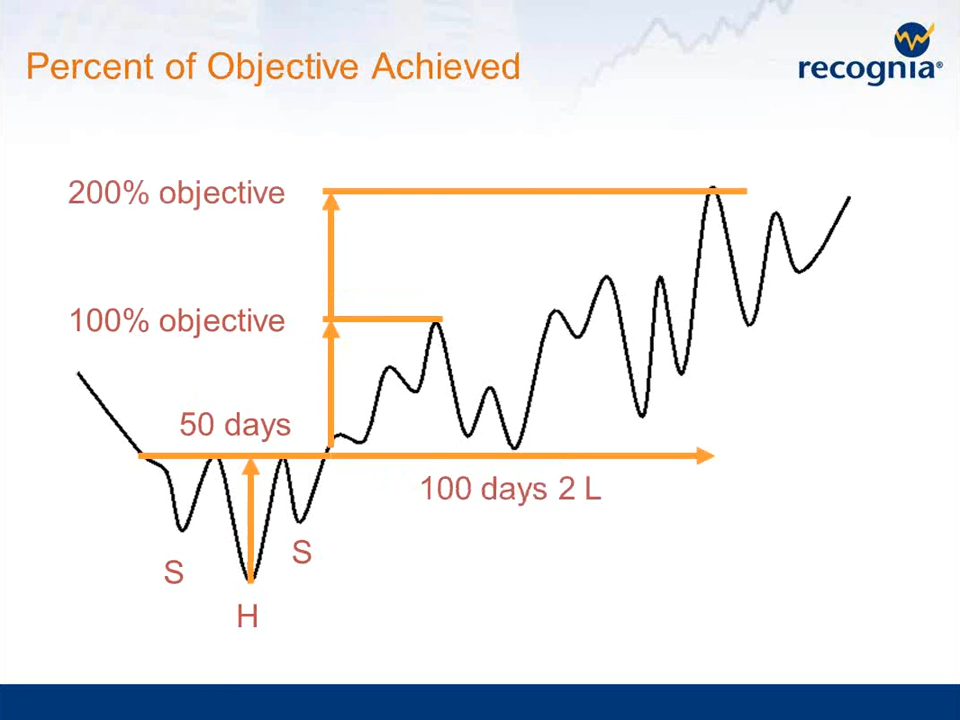 Percent of Objective Achieved
recognia®
200% objective
100% objective
50 days
100 days 2 L
S
S
H